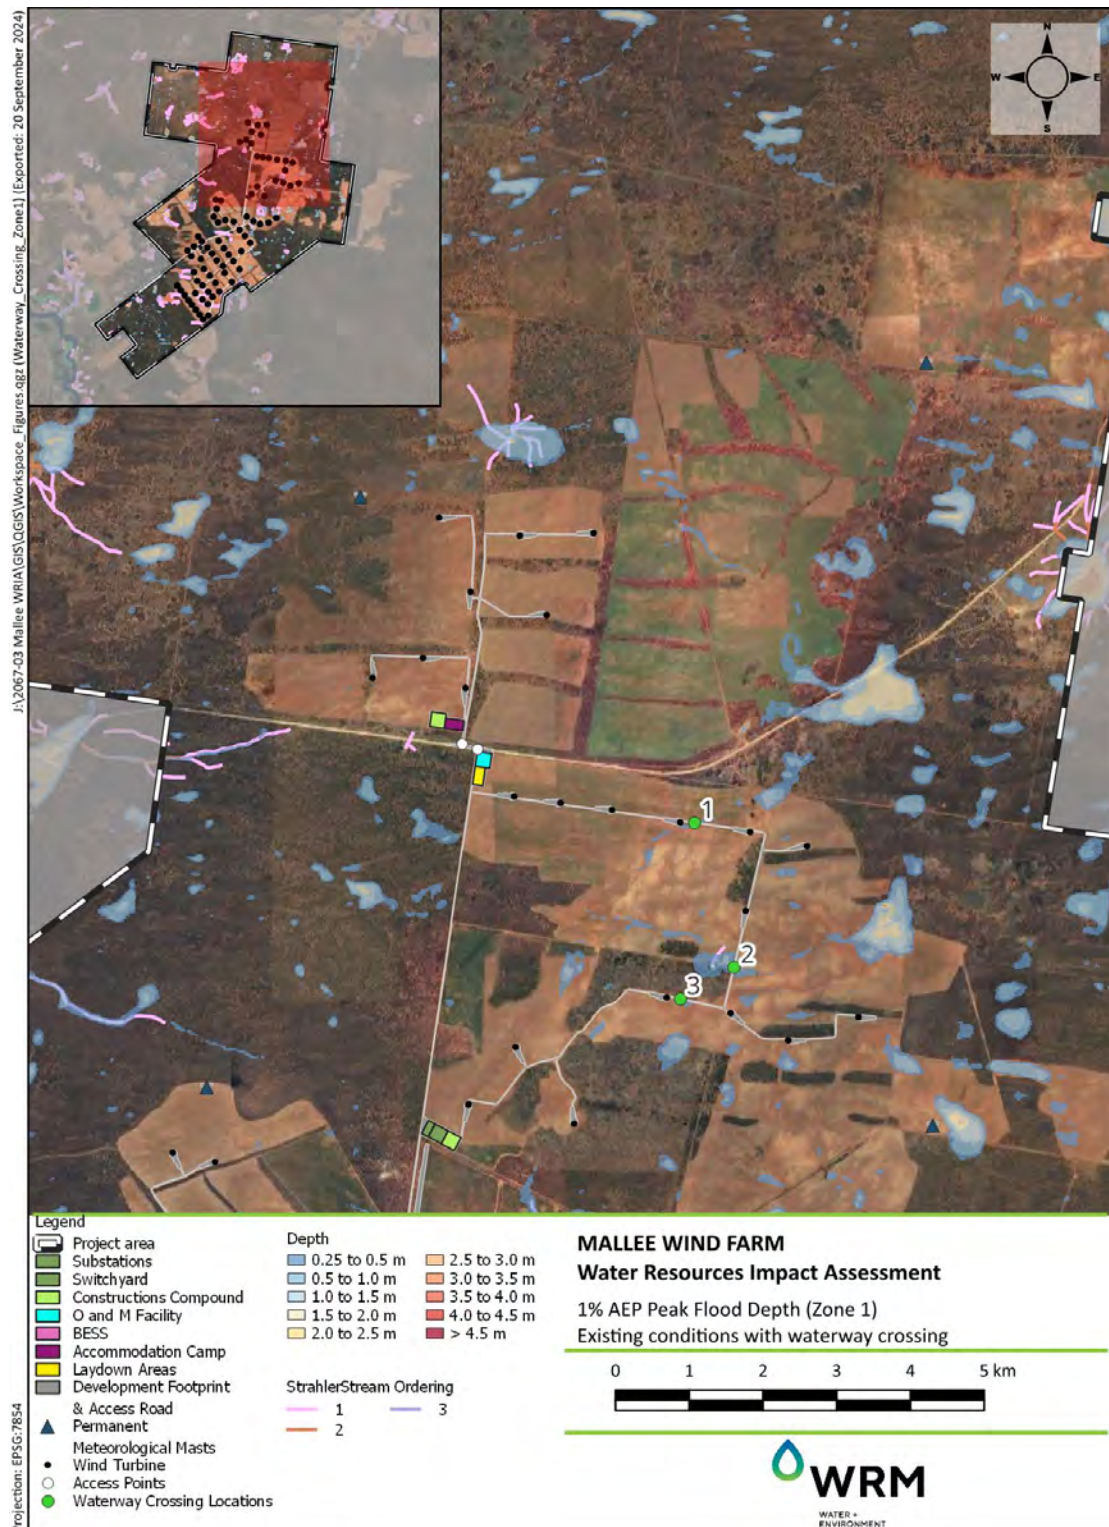 J:\2067-03 Mallee WRIA\GIS\QGIS\Workspace_Figures.qgz (Waterway_Crossing_Zone1) (Exported: 20 September 2024)
N
W E
S
1
2
3
Legend
Project area
Substations
Switchyard
Constructions Compound
O and M Facility
BESS
Accommodation Camp
Laydown Areas
Development Footprint
& Access Road
Permanent
Meteorological Masts
Wind Turbine
Access Points
Waterway Crossing Locations
Depth
0.25 to 0.5 m
0.5 to 1.0 m
1.0 to 1.5 m
1.5 to 2.0 m
2.0 to 2.5 m
2.5 to 3.0 m
3.0 to 3.5 m
3.5 to 4.0 m
4.0 to 4.5 m
> 4.5 m
StrahlerStream Ordering
1
2
3
MALLEE WIND FARM
Water Resources Impact Assessment
1% AEP Peak Flood Depth (Zone 1)
Existing conditions with waterway crossing
0 1 2 3 4 5 km
WRM
WATER +
ENVIRONMENT
Projection: EPSG:7854